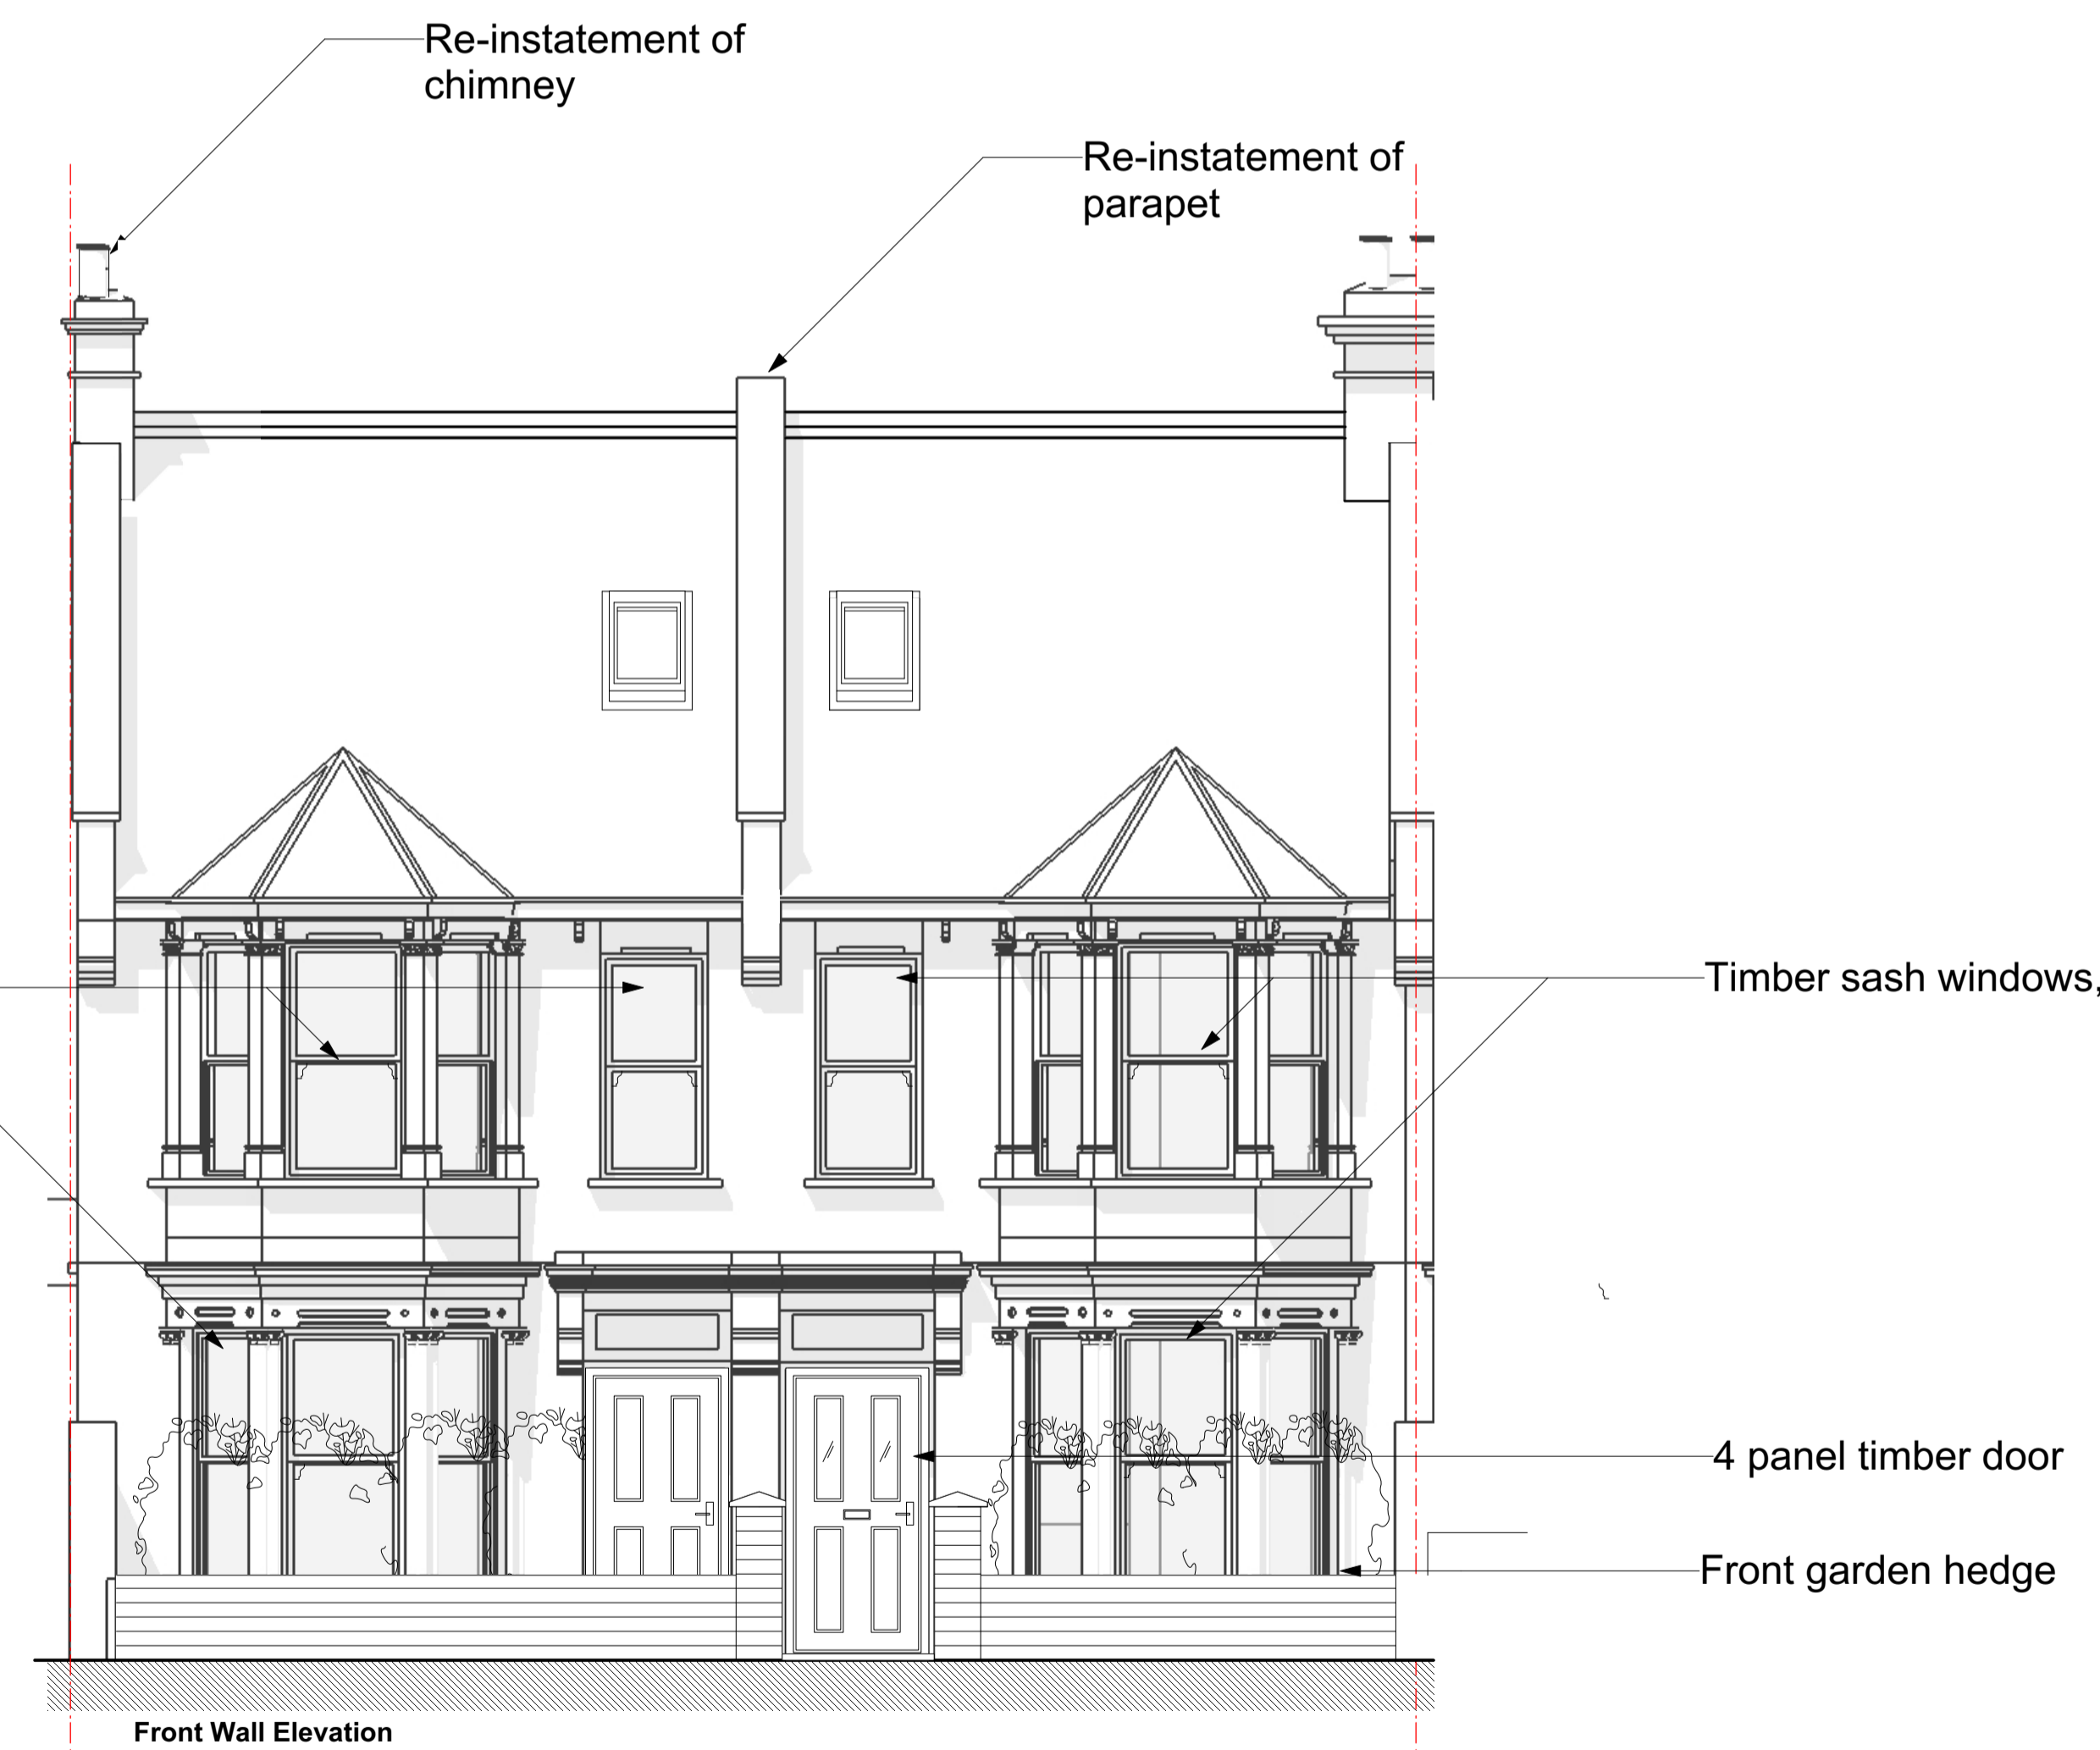 Re-instatement of
chimney
Re-instatement of
parapet
Timber sash windows,
4 panel timber door
Front garden hedge
Front Wall Elevation